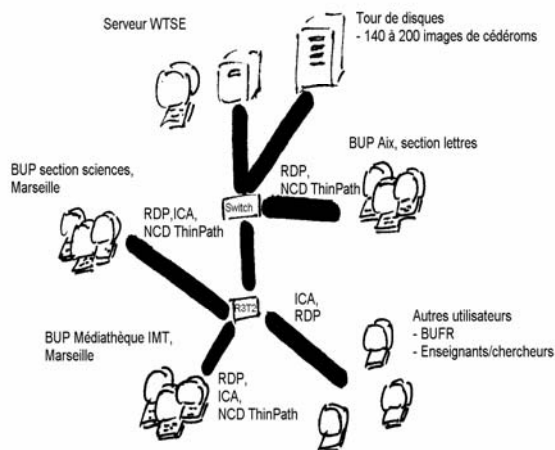 Serveur WTSE
Tour de disques
- 140 à 200 images de cédéroms
BUP Aix, section lettres
RDP,
NCD ThinPath
BUP section sciences,
Marseille
Switch
RDP,ICA,
NCD ThinPath
R3T2
ICA,
RDP
Autres utilisateurs
- BUFR
- Enseignants/chercheurs
BUP Médiathèque IMT,
Marseille
RDP,
ICA,
NCD ThinPath